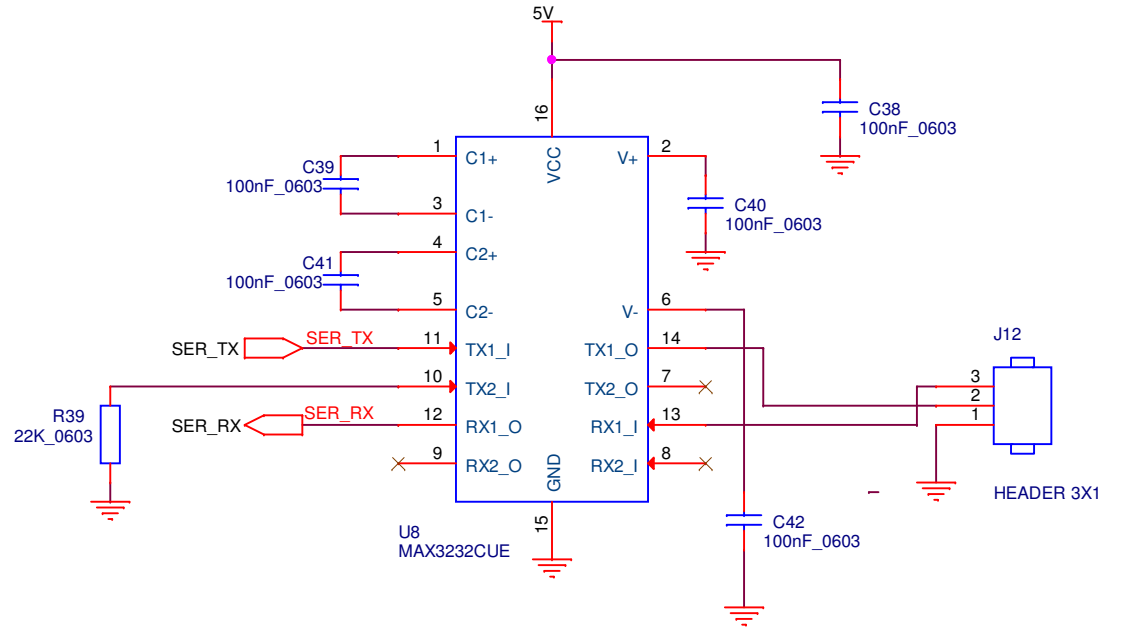 5V
16
C38
100nF_0603
1
C1+
VCC
V+
2
C39
100nF_0603
3
C1-
C40
100nF_0603
4
C2+
C41
100nF_0603
5
C2-
V-
6
SER_TX
SER_TX
11
TX1_I
TX1_O
14
J12
10
TX2_I
TX2_O
7
3
2
R39
22K_0603
SER_RX
SER_RX
12
RX1_O
RX1_I
13
1
9
RX2_O
GND
RX2_I
8
HEADER 3X1
15
U8
MAX3232CUE
C42
100nF_0603